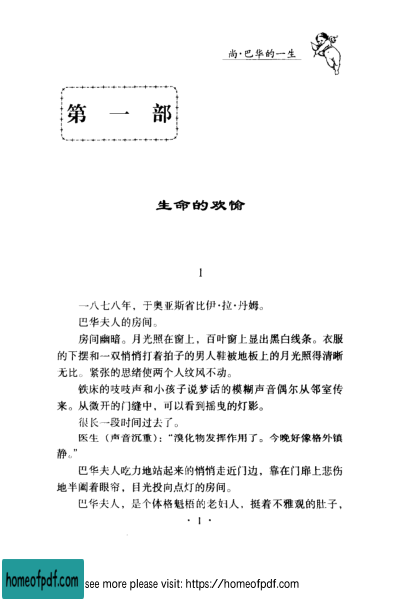 尚·巴华的一生
第 一 部
生命的欢愉
1
一八七八年，于奥亚斯省比伊·拉·丹姆。
巴华夫人的房间。
房间幽暗。月光照在窗上，百叶窗上显出黑白线条。衣服
的下摆和一双悄悄打着拍子的男人鞋被地板上的月光照得清晰
无比。紧张的思绪使两个人纹风不动。
铁床的吱吱声和小孩子说梦话的模糊声音偶尔从邻室传
来。从微开的门缝中，可以看到摇曳的灯影。
很长一段时间过去了。
医生（声音沉重）：“溴化物发挥作用了。今晚好像格外镇
静。”
巴华夫人吃力地站起来的悄悄走近门边，靠在门扉上悲伤
地半阖着眼帘，目光投向点灯的房间。
巴华夫人，是个体格魁梧的老妇人，挺着不雅观的肚子，
·1·
homeofpdf.com
see more please visit: https://homeofpdf.com